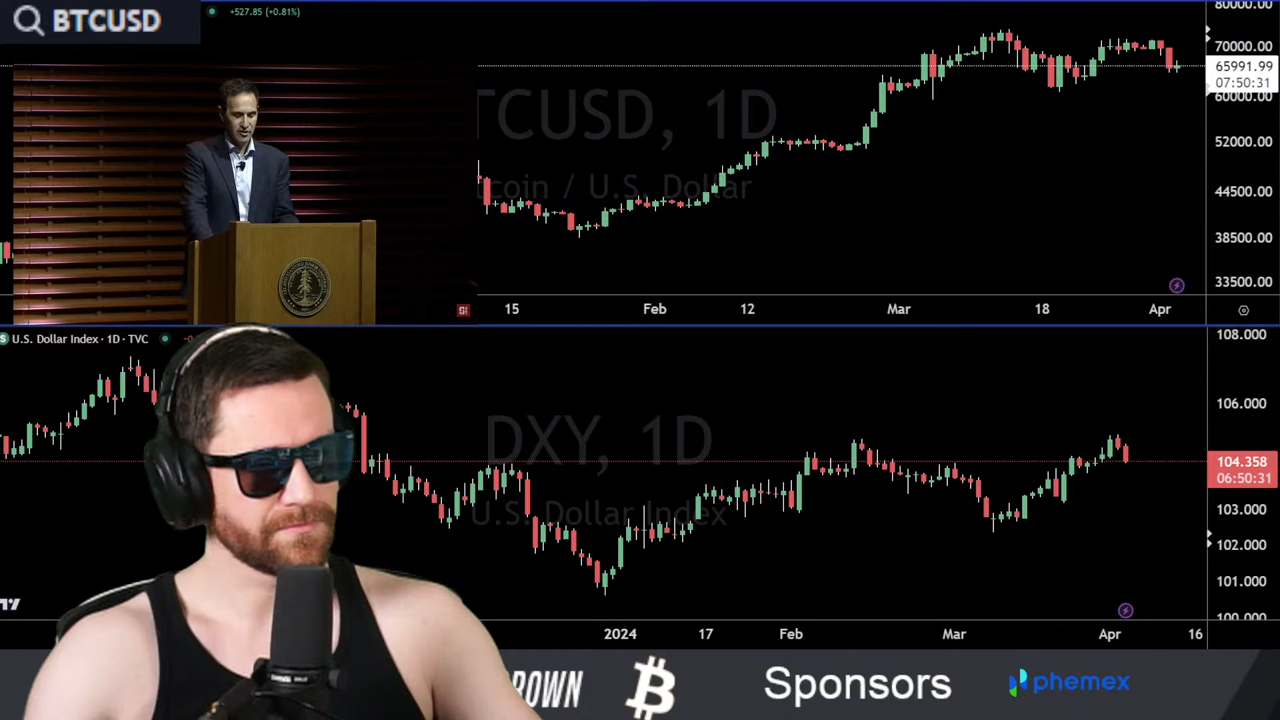 BTCUSD
+527.85 (+0.81%)
80000.00
70000.00
65991.99
07:50:31
60000.00
52000.00
44500.00
38500.00
33500.00
TCUSD, 1D
tcoin / U.S. Dollar
15 Feb 12 Mar 18 Apr
U.S. Dollar Index · 1D · TVC
108.000
106.000
104.358
06:50:31
103.000
102.000
101.000
100.000
DXY, 1D
U.S. Dollar Index
2024 17 Feb Mar Apr 16
ROWN
Sponsors
phemex